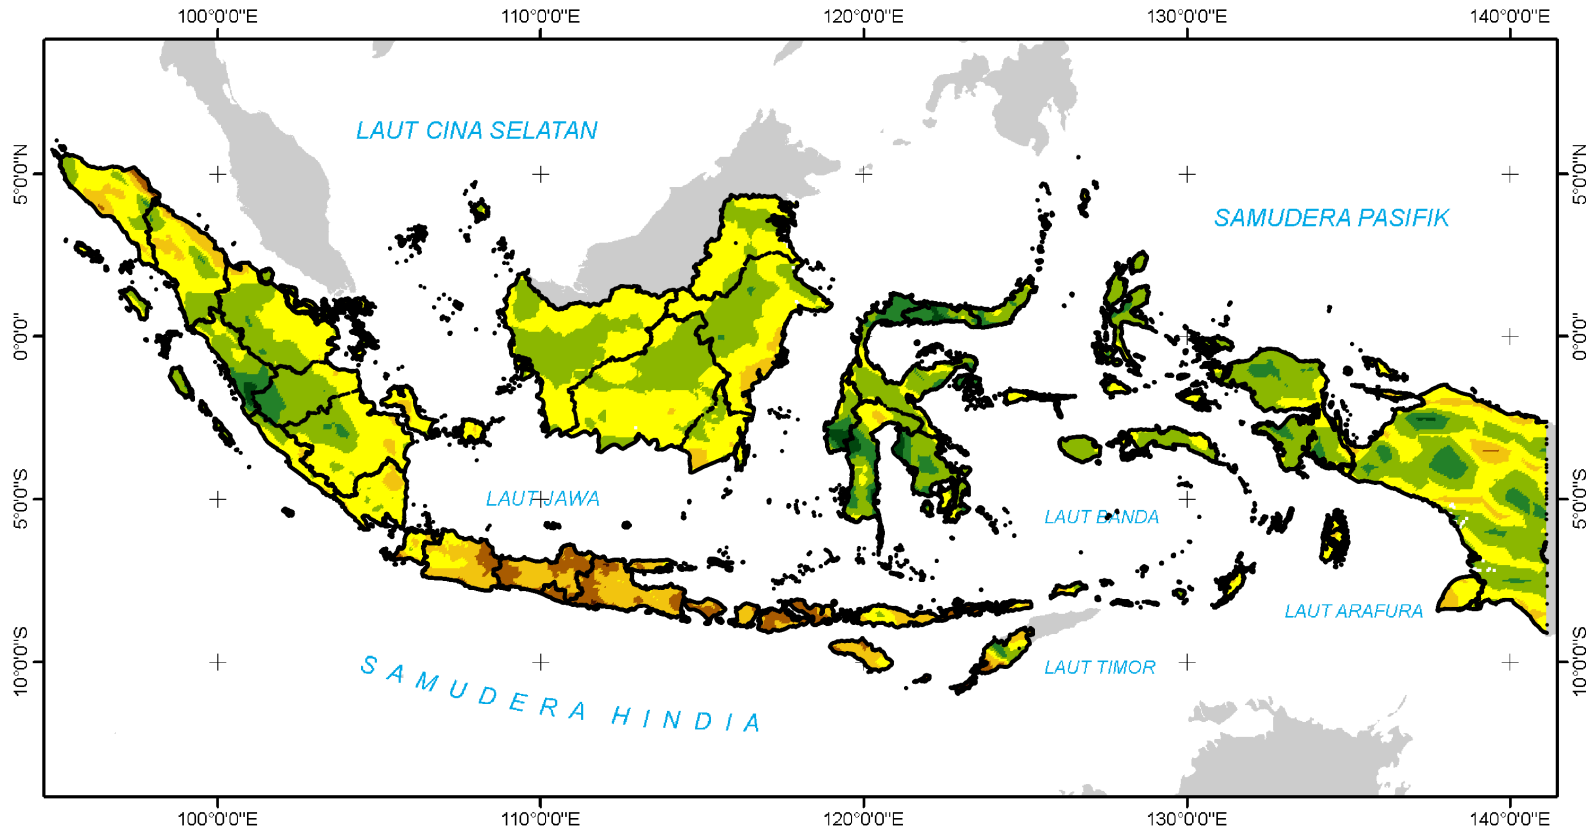 100°0'0"E 110°0'0"E 120°0'0"E 130°0'0"E 140°0'0"E
LAUT CINA SELATAN
5°0'0"N 5°0'0"N
SAMUDERA PASIFIK
0°0'0" 0°0'0"
5°0'0"S 5°0'0"S
LAUT JAWA
LAUT BANDA
LAUT ARAFURA
10°0'0"S 10°0'0"S
LAUT TIMOR
SAMUDERA HINDIA
100°0'0"E 110°0'0"E 120°0'0"E 130°0'0"E 140°0'0"E